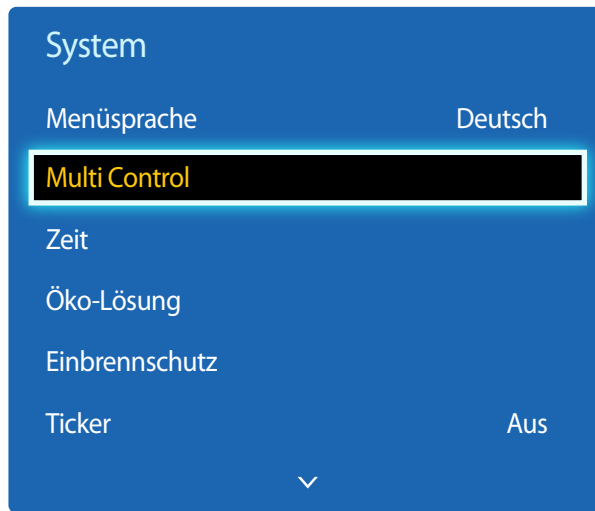 System
Menüsprache Deutsch
Multi Control
Zeit
Öko-Lösung
Einbrennschutz
Ticker Aus